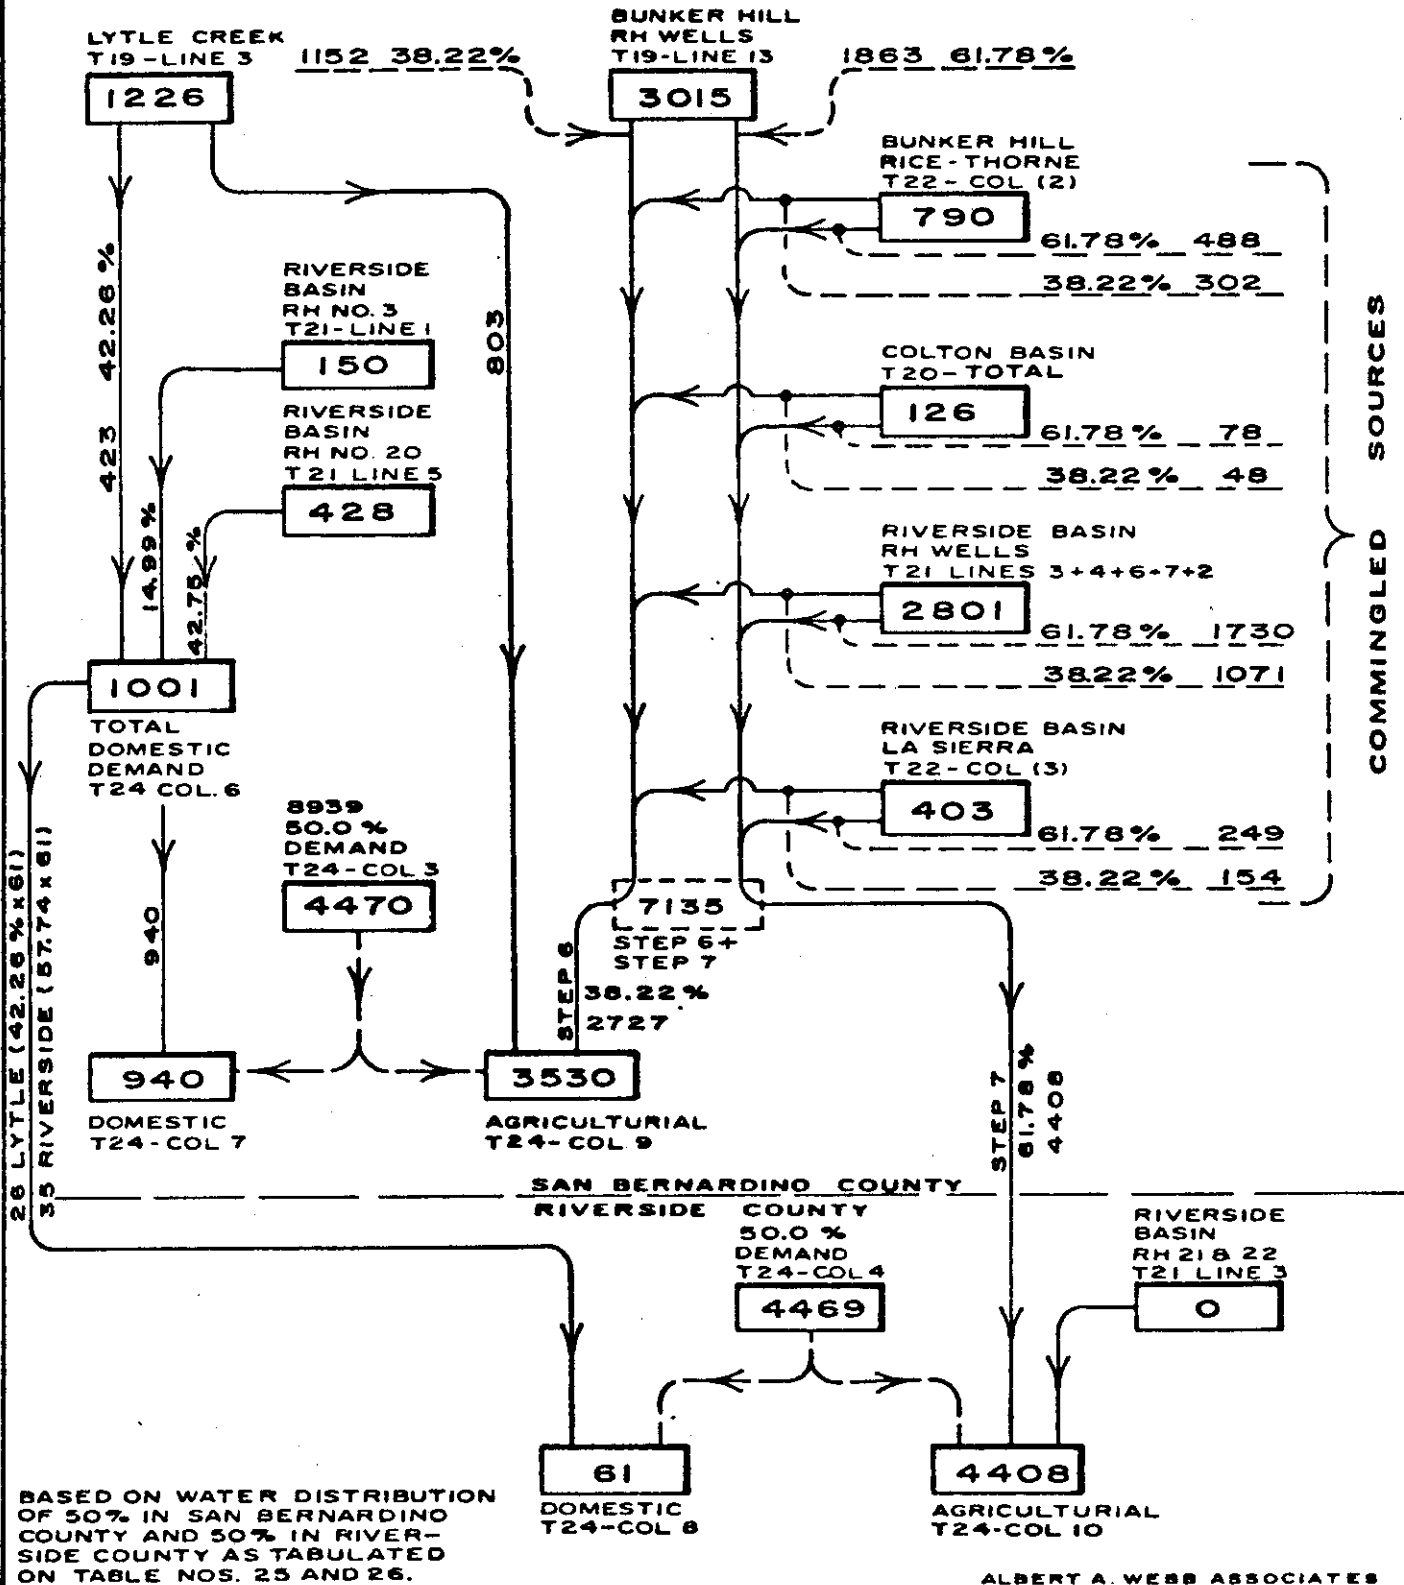 LYTLE CREEK
T19-LINE 3
1226
1152 38.22%
BUNKER HILL
RH WELLS
T19-LINE 13
3015
1863 61.78%
BUNKER HILL
RICE-THORNE
T22-COL (2)
790
61.78% 488
38.22% 302
42.26%
423
803
RIVERSIDE
BASIN
RH NO. 3
T21-LINE 1
150
RIVERSIDE
BASIN
RH NO. 20
T21 LINE 5
428
14.99%
42.75%
COLTON BASIN
T20-TOTAL
126
61.78% 78
38.22% 48
COMMINGLED SOURCES
RIVERSIDE BASIN
RH WELLS
T21 LINES 3+4+6+7+2
2801
61.78% 1730
38.22% 1071
1001
TOTAL
DOMESTIC
DEMAND
T24 COL. 6
RIVERSIDE BASIN
LA SIERRA
T22-COL (3)
403
61.78% 249
38.22% 154
8939
50.0 %
DEMAND
T24-COL 3
4470
7135
STEP 6+
STEP 7
STEP 6
38.22%
2727
940
26 LYTLE (42.26%x61)
35 RIVERSIDE (57.74x61)
940
DOMESTIC
T24-COL 7
3530
AGRICULTURIAL
T24-COL 9
STEP 7
61.78 %
4408
SAN BERNARDINO COUNTY
RIVERSIDE COUNTY
50.0 %
DEMAND
T24-COL 4
4469
RIVERSIDE
BASIN
RH 21 & 22
T21 LINE 3
0
61
DOMESTIC
T24-COL 8
4408
AGRICULTURIAL
T24-COL 10
BASED ON WATER DISTRIBUTION
OF 50% IN SAN BERNARDINO
COUNTY AND 50% IN RIVER-
SIDE COUNTY AS TABULATED
ON TABLE NOS. 25 AND 26.
ALBERT A. WEBB ASSOCIATES